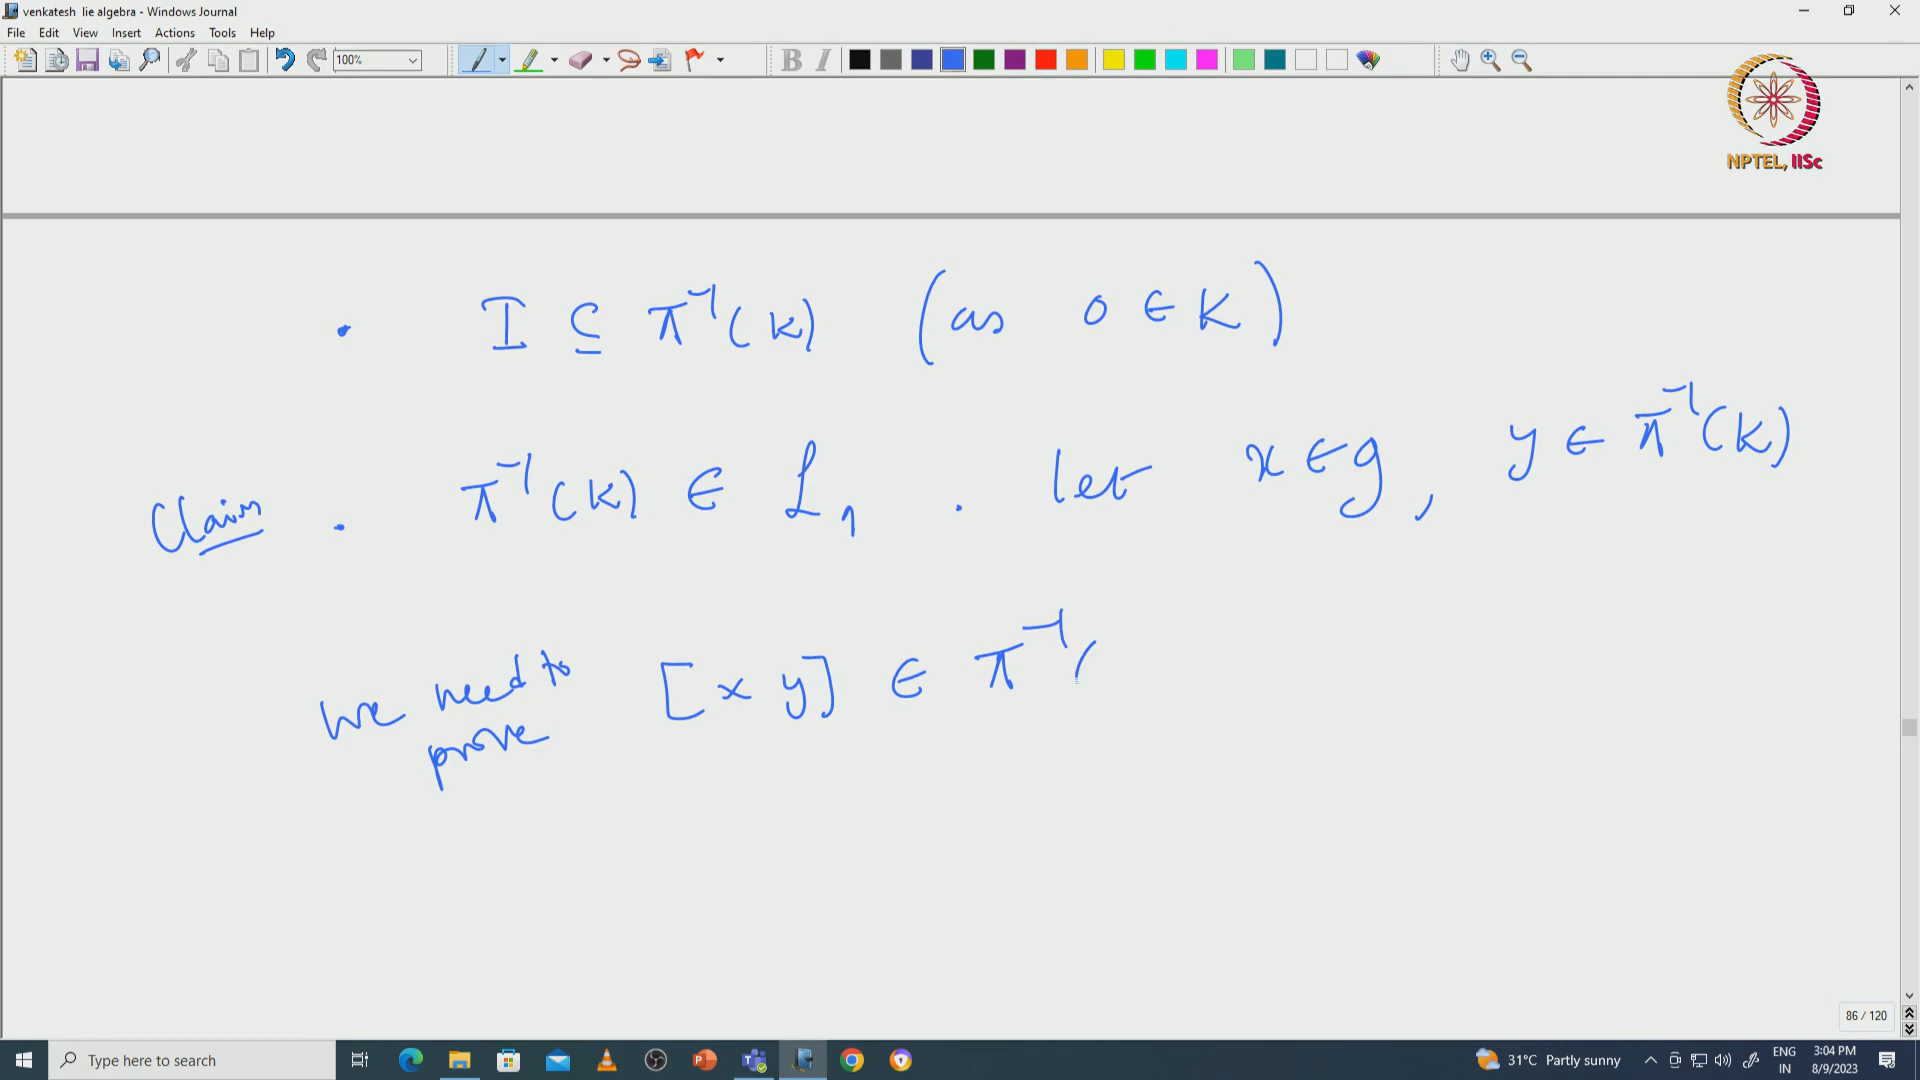 venkatesh lie algebra - Windows Journal
File Edit View Insert Actions Tools Help
100%
B I
NPTEL, IISc
• I ⊆ π⁻¹(K) (as 0 ∈ K)
Claim • π⁻¹(K) ∈ ℒ₁ . let x ∈ g , y ∈ π⁻¹(K)
we need to prove [x y] ∈ π⁻¹(
86 / 120
Type here to search
31°C Partly sunny
ENG
IN
3:04 PM
8/9/2023